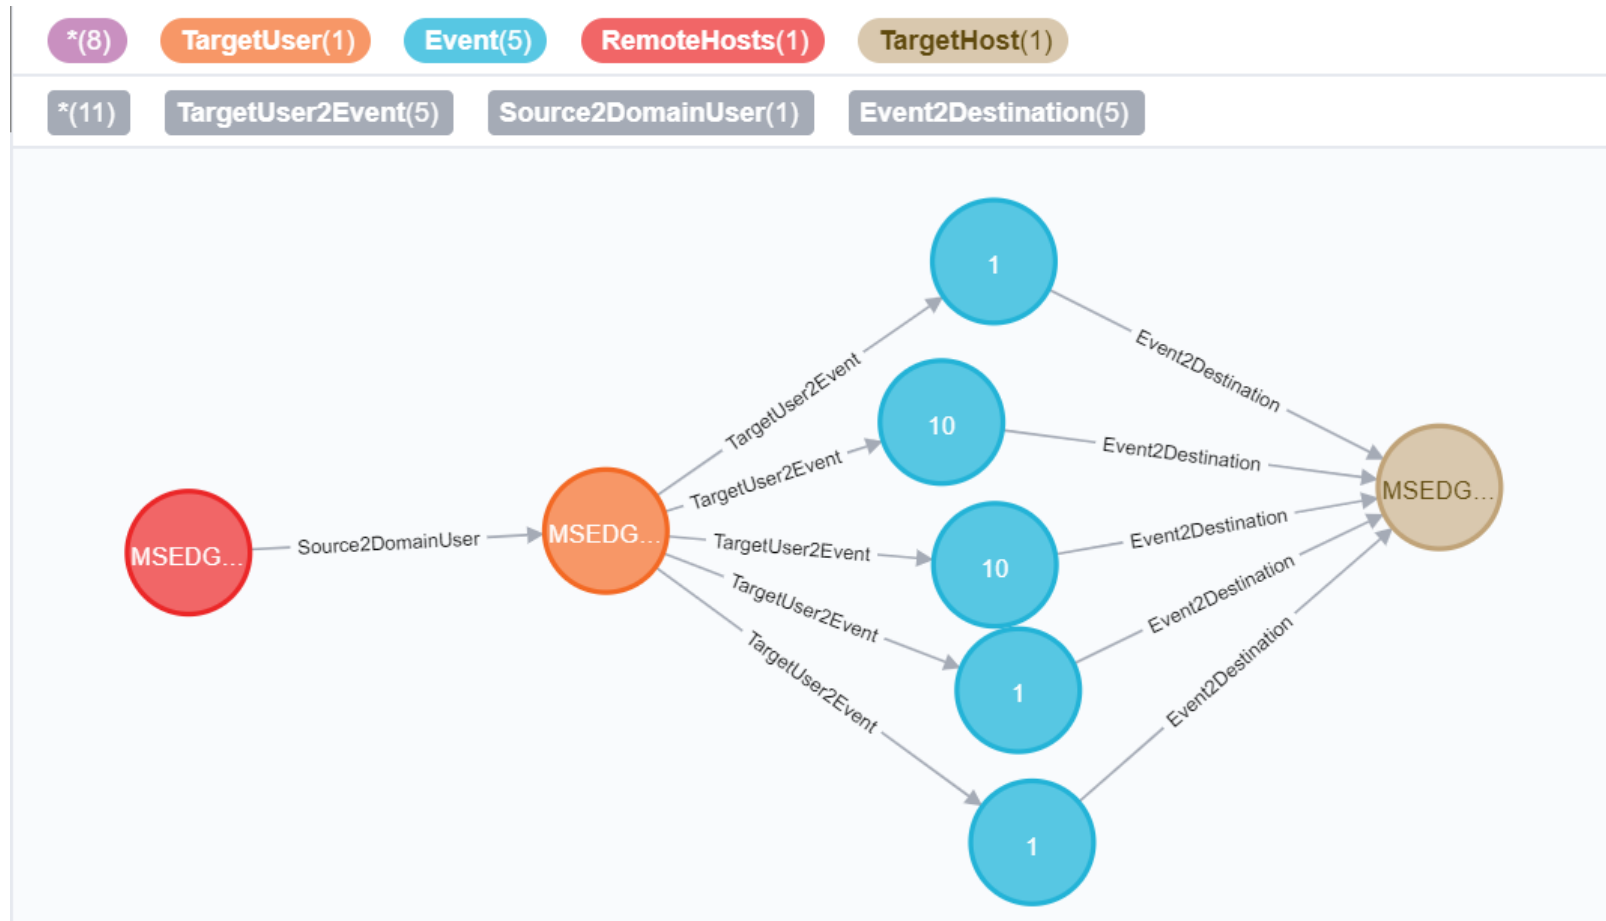 *(8) TargetUser(1) Event(5) RemoteHosts(1) TargetHost(1)
*(11) TargetUser2Event(5) Source2DomainUser(1) Event2Destination(5)
1
Event2Destination
TargetUser2Event
10
Event2Destination
TargetUser2Event
MSEDG...
MSEDG...
Source2DomainUser
MSEDG...
TargetUser2Event
10
Event2Destination
TargetUser2Event
1
Event2Destination
TargetUser2Event
Event2Destination
1